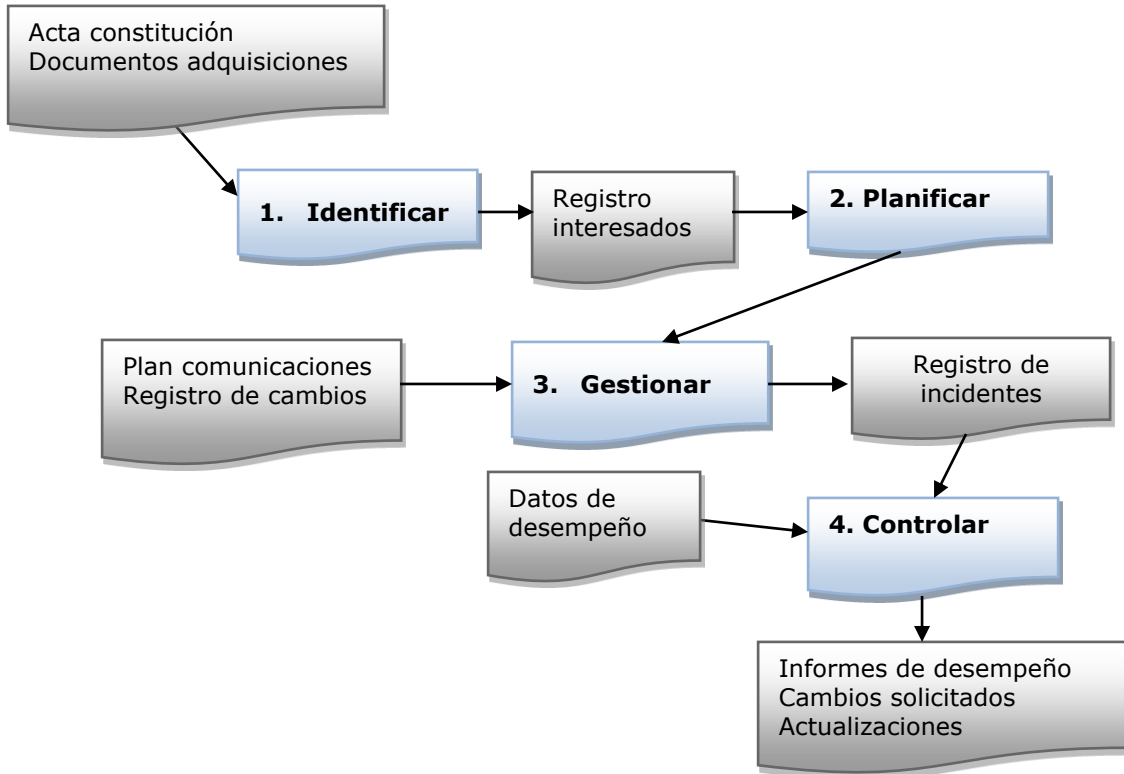 Acta constitución
Documentos adquisiciones
1. Identificar
Registro
interesados
2. Planificar
Plan comunicaciones
Registro de cambios
3. Gestionar
Registro de
incidentes
Datos de
desempeño
4. Controlar
Informes de desempeño
Cambios solicitados
Actualizaciones